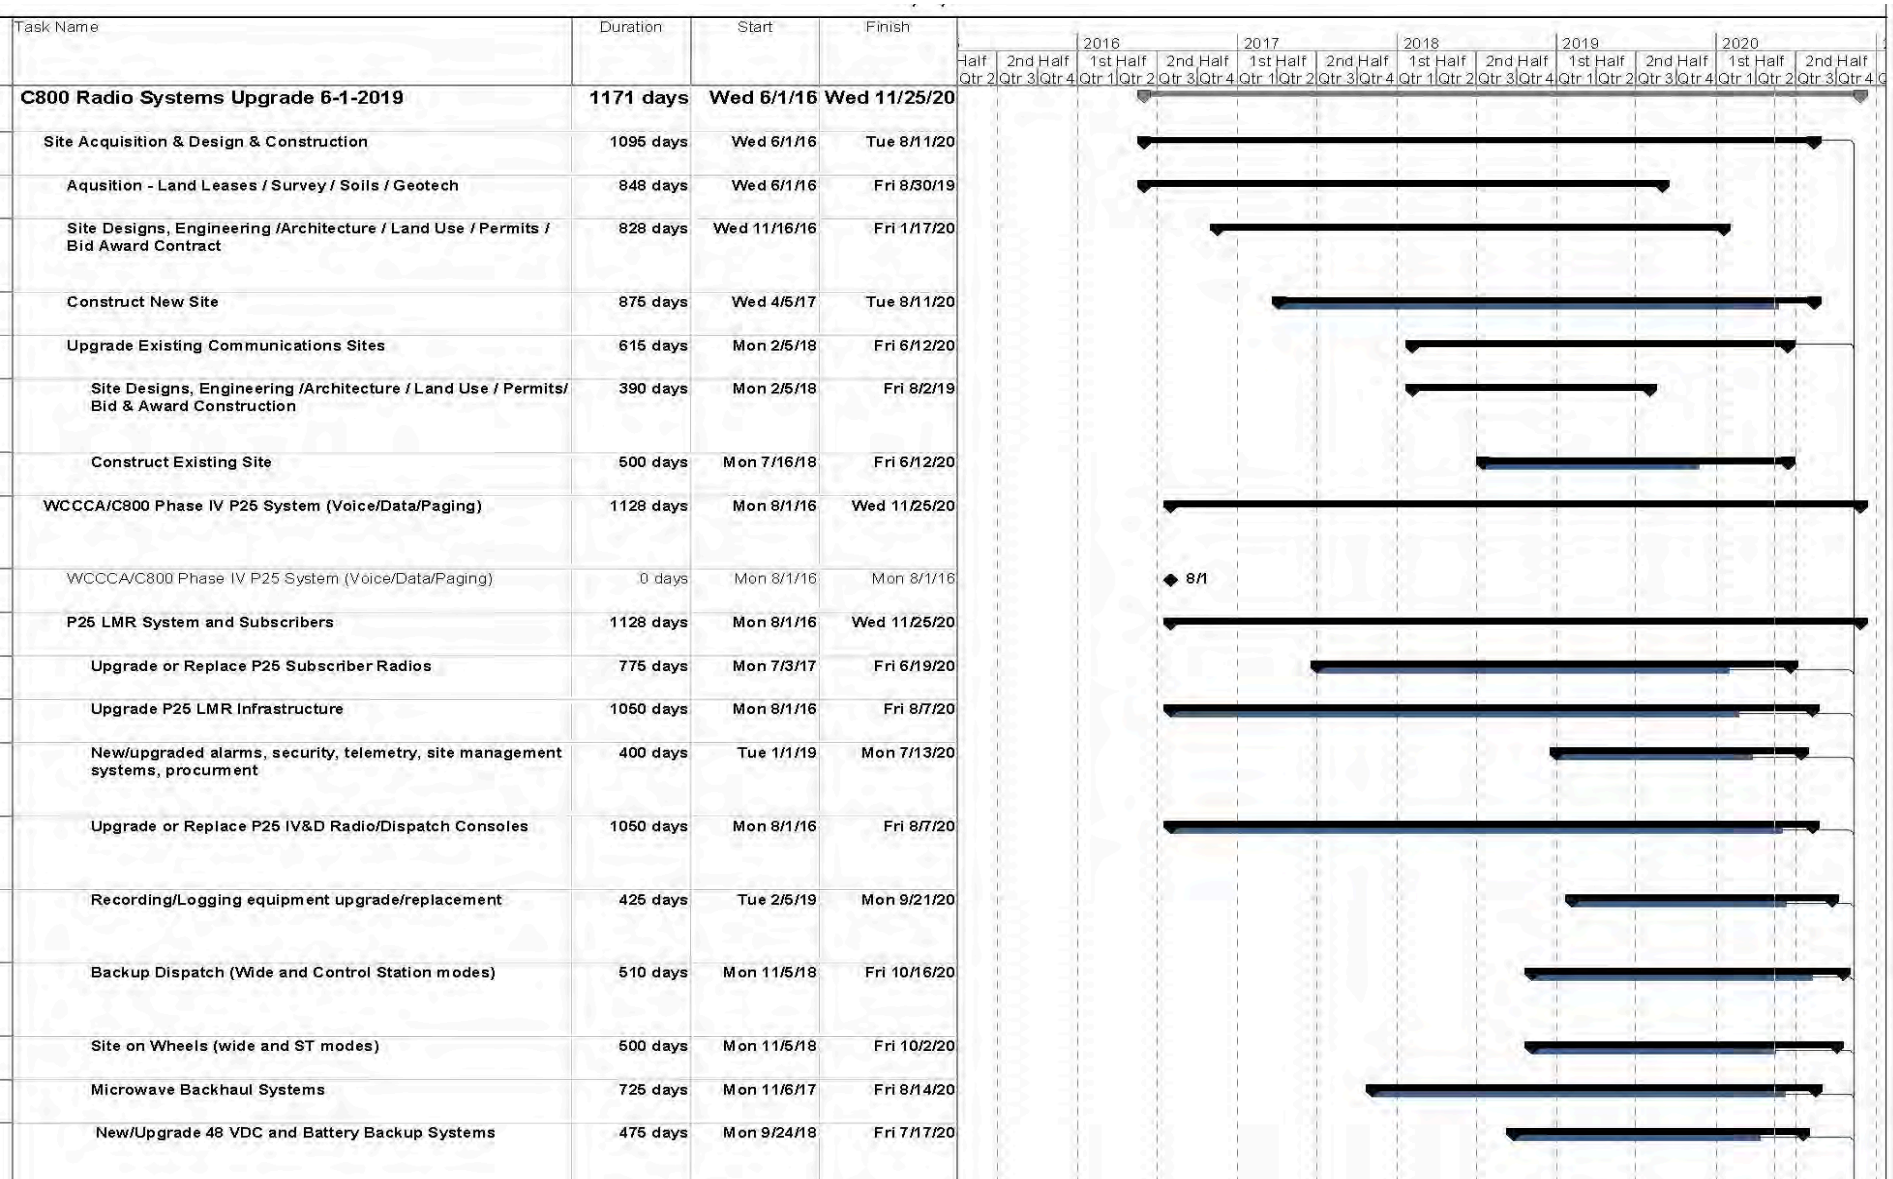 Task Name Duration Start Finish
2016 2017 2018 2019 2020
Half 2nd Half 1st Half 2nd Half 1st Half 2nd Half 1st Half 2nd Half 1st Half 2nd Half 1st Half 2nd Half
Qtr 2 Qtr 3 Qtr 4 Qtr 1 Qtr 2 Qtr 3 Qtr 4 Qtr 1 Qtr 2 Qtr 3 Qtr 4 Qtr 1 Qtr 2 Qtr 3 Qtr 4 Qtr 1 Qtr 2 Qtr 3 Qtr 4 Qtr 1 Qtr 2 Qtr 3 Qtr 4
C800 Radio Systems Upgrade 6-1-2019 1171 days Wed 6/1/16 Wed 11/25/20
Site Acquisition & Design & Construction 1095 days Wed 6/1/16 Tue 8/11/20
Aqusition - Land Leases / Survey / Soils / Geotech 848 days Wed 6/1/16 Fri 8/30/19
Site Designs, Engineering /Architecture / Land Use / Permits / 828 days Wed 11/16/16 Fri 1/17/20
Bid Award Contract
Construct New Site 875 days Wed 4/5/17 Tue 8/11/20
Upgrade Existing Communications Sites 615 days Mon 2/5/18 Fri 6/12/20
Site Designs, Engineering /Architecture / Land Use / Permits/ 390 days Mon 2/5/18 Fri 8/2/19
Bid & Award Construction
Construct Existing Site 500 days Mon 7/16/18 Fri 6/12/20
WCCCA/C800 Phase IV P25 System (Voice/Data/Paging) 1128 days Mon 8/1/16 Wed 11/25/20
WCCCA/C800 Phase IV P25 System (Voice/Data/Paging) 0 days Mon 8/1/16 Mon 8/1/16 8/1
P25 LMR System and Subscribers 1128 days Mon 8/1/16 Wed 11/25/20
Upgrade or Replace P25 Subscriber Radios 775 days Mon 7/3/17 Fri 6/19/20
Upgrade P25 LMR Infrastructure 1050 days Mon 8/1/16 Fri 8/7/20
New/upgraded alarms, security, telemetry, site management 400 days Tue 1/1/19 Mon 7/13/20
systems, procurment
Upgrade or Replace P25 IV&D Radio/Dispatch Consoles 1050 days Mon 8/1/16 Fri 8/7/20
Recording/Logging equipment upgrade/replacement 425 days Tue 2/5/19 Mon 9/21/20
Backup Dispatch (Wide and Control Station modes) 510 days Mon 11/5/18 Fri 10/16/20
Site on Wheels (wide and ST modes) 500 days Mon 11/5/18 Fri 10/2/20
Microwave Backhaul Systems 725 days Mon 11/6/17 Fri 8/14/20
New/Upgrade 48 VDC and Battery Backup Systems 475 days Mon 9/24/18 Fri 7/17/20